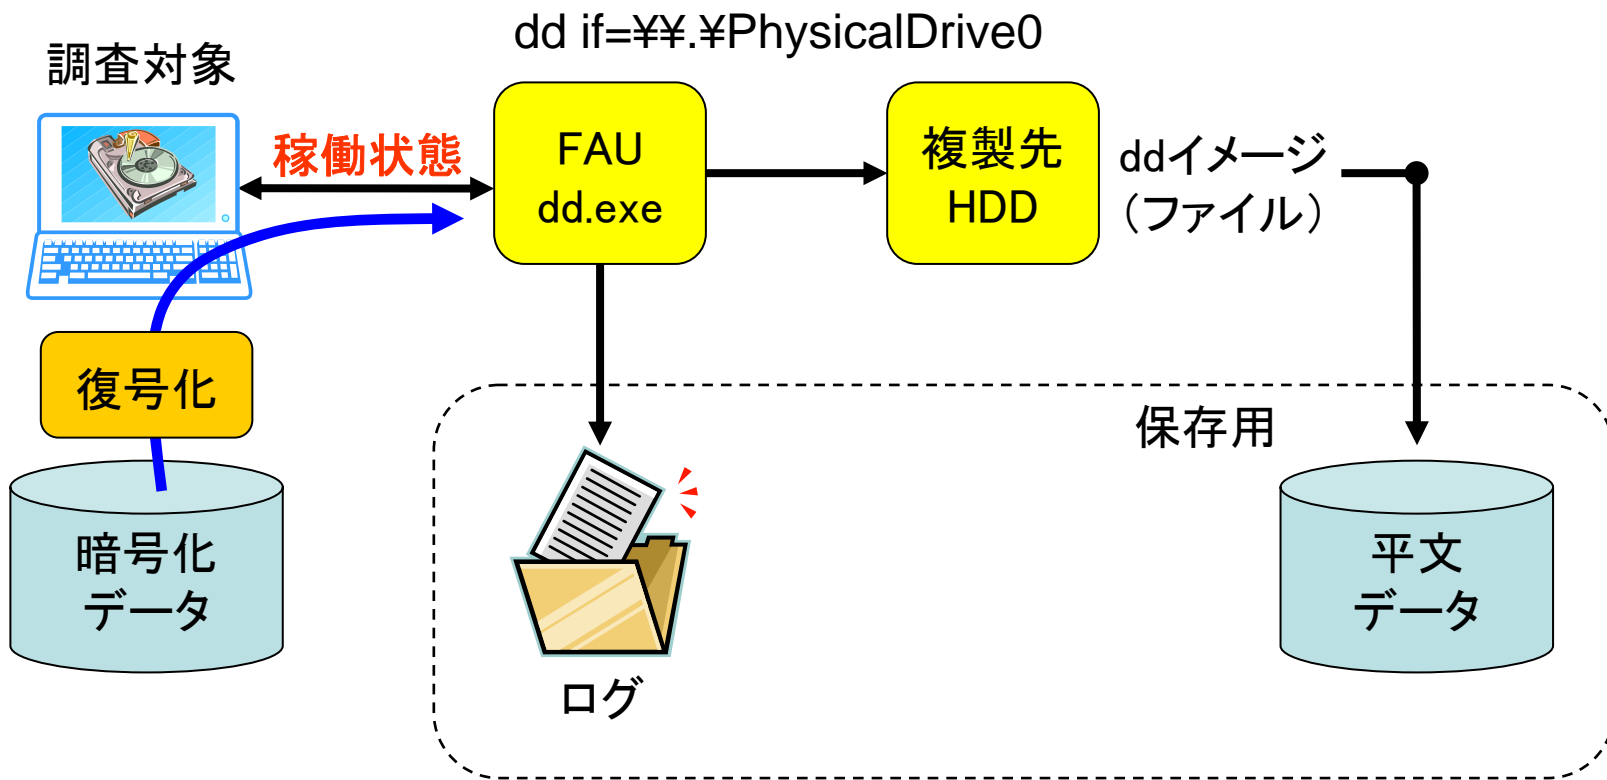 dd if=¥¥.¥PhysicalDrive0
調査対象
稼働状態
FAU
dd.exe
複製先
HDD
ddイメージ
（ファイル）
復号化
保存用
暗号化
データ
平文
データ
ログ